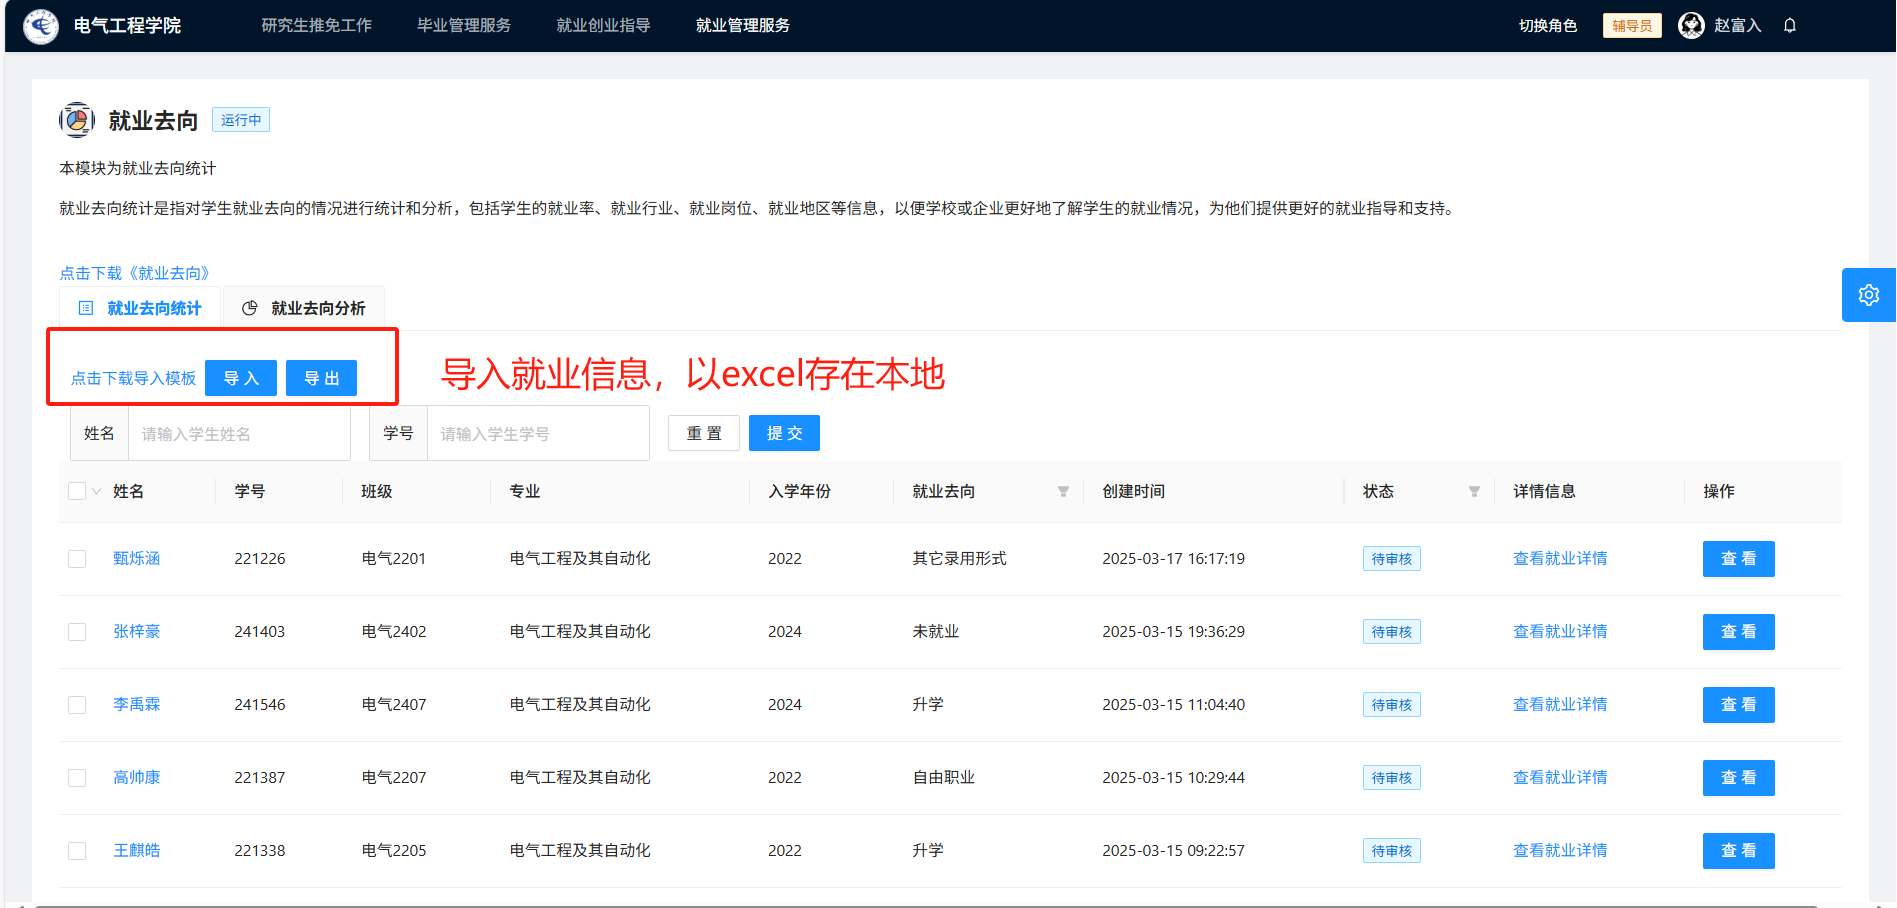 电气工程学院 研究生推免工作 毕业管理服务 就业创业指导 就业管理服务 切换角色 辅导员 赵富入
就业去向 运行中
本模块为就业去向统计
就业去向统计是指对学生就业去向的情况进行统计和分析，包括学生的就业率、就业行业、就业岗位、就业地区等信息，以便学校或企业更好地了解学生的就业情况，为他们提供更好的就业指导和支持。
点击下载《就业去向》
就业去向统计 就业去向分析
点击下载导入模板 导 入 导 出 导入就业信息，以excel存在本地
姓名 请输入学生姓名 学号 请输入学生学号 重 置 提 交
姓名 学号 班级 专业 入学年份 就业去向 创建时间 状态 详情信息 操作
甄烁涵 221226 电气2201 电气工程及其自动化 2022 其它录用形式 2025-03-17 16:17:19 待审核 查看就业详情 查 看
张梓豪 241403 电气2402 电气工程及其自动化 2024 未就业 2025-03-15 19:36:29 待审核 查看就业详情 查 看
李禹霖 241546 电气2407 电气工程及其自动化 2024 升学 2025-03-15 11:04:40 待审核 查看就业详情 查 看
高帅康 221387 电气2207 电气工程及其自动化 2022 自由职业 2025-03-15 10:29:44 待审核 查看就业详情 查 看
王麒皓 221338 电气2205 电气工程及其自动化 2022 升学 2025-03-15 09:22:57 待审核 查看就业详情 查 看